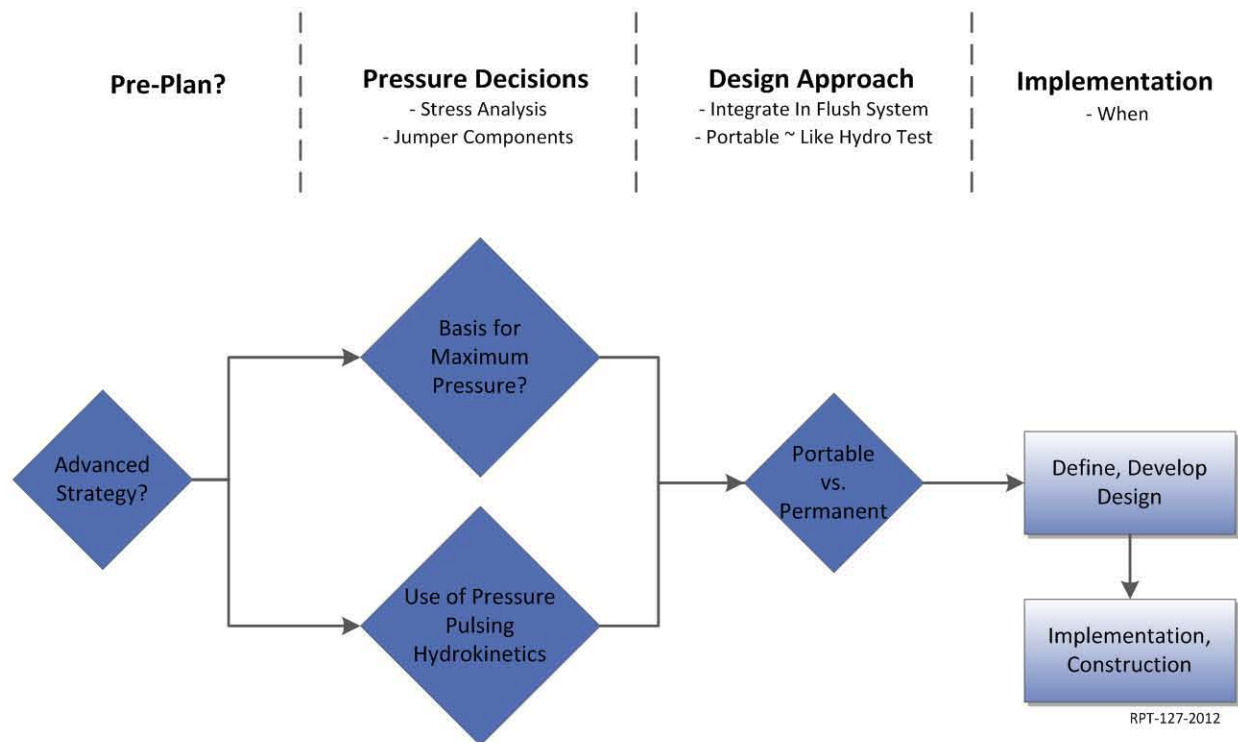 Pre-Plan?
Pressure Decisions
- Stress Analysis
- Jumper Components
Design Approach
- Integrate In Flush System
- Portable ~ Like Hydro Test
Implementation
- When
Advanced
Strategy?
Basis for
Maximum
Pressure?
Use of Pressure
Pulsing
Hydrokinetics
Portable
vs.
Permanent
Define, Develop
Design
Implementation,
Construction
RPT-127-2012